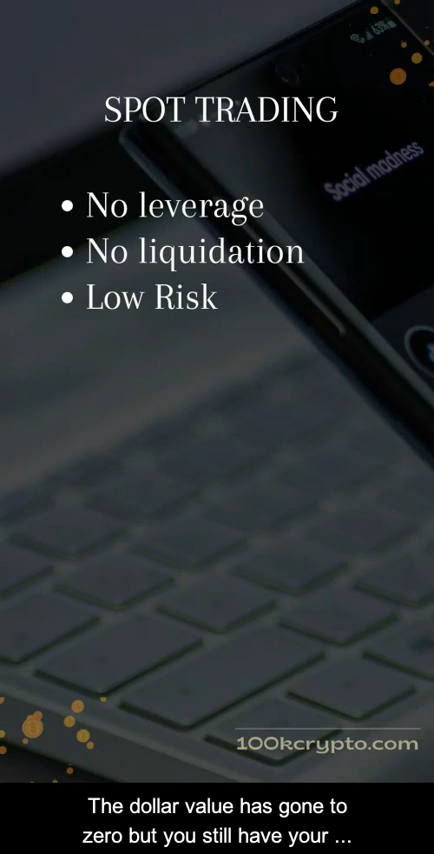 63%
Social madness
SPOT TRADING
• No leverage
• No liquidation
• Low Risk
100kcrypto.com
The dollar value has gone to
zero but you still have your ...